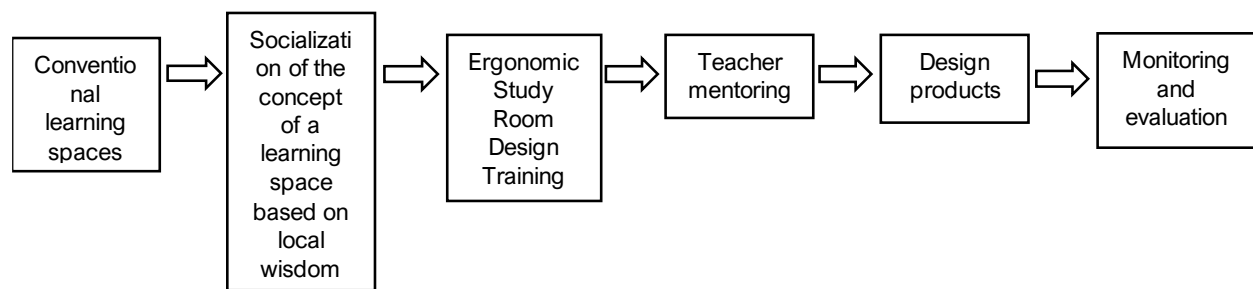 Conventio
nal
learning
spaces
Socializati
on of the
concept
of a
learning
space
based on
local
wisdom
Ergonomic
Study
Room
Design
Training
Teacher
mentoring
Design
products
Monitoring
and
evaluation